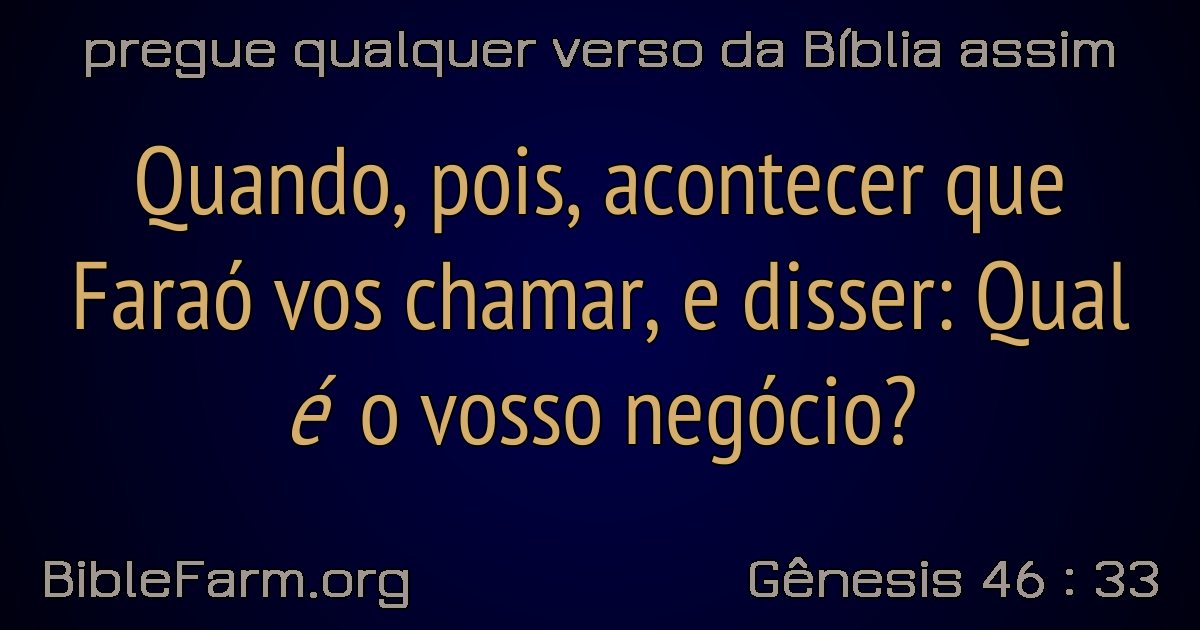 pregue qualquer verso da Bíblia assim
Quando, pois, acontecer que
Faraó vos chamar, e disser: Qual
é o vosso negócio?
BibleFarm.org
Gênesis 46 : 33